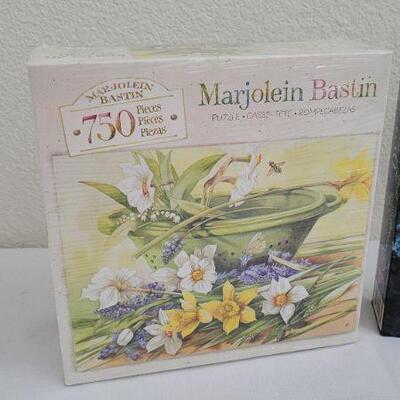 MARJOLEIN
BASTIN
750 Pieces
Pièces
Piezas
Marjolein Bastin
PUZZLE • CASSE-TÊTE • ROMPECABEZAS